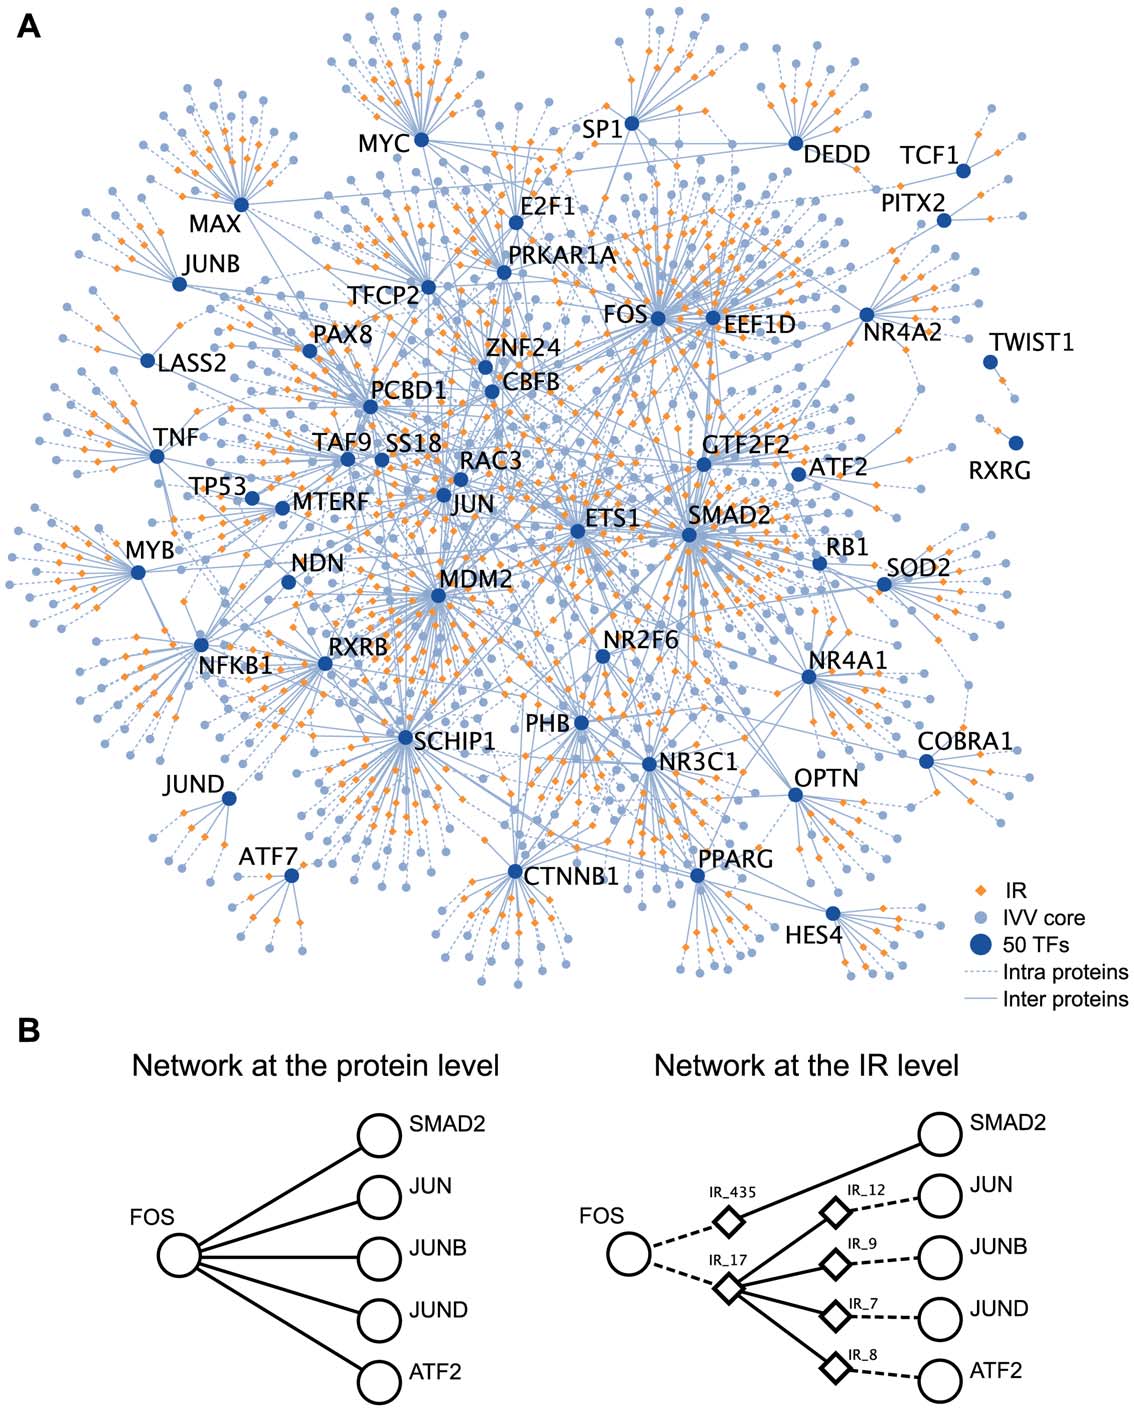 A
MYC
SP1
DEDD
TCF1
PITX2
MAX
E2F1
JUNB
PRKAR1A
TFCP2
FOS
EEF1D
NR4A2
TWIST1
PAX8
ZNF24
LASS2
CBFB
PCBD1
TNF
TAF9
SS18
GTF2F2
RAC3
ATF2
RXRG
TP53
MTERF
JUN
ETS1
SMAD2
MYB
RB1
NDN
SOD2
MDM2
NR2F6
RXRB
NFKB1
NR4A1
PHB
SCHIP1
COBRA1
NR3C1
JUND
OPTN
ATF7
PPARG
CTNNB1
HES4
IR
IVV core
50 TFs
Intra proteins
Inter proteins
B
Network at the protein level
SMAD2
JUN
FOS
JUNB
JUND
ATF2
Network at the IR level
SMAD2
IR_435
IR_12
JUN
FOS
IR_17
IR_9
JUNB
IR_7
JUND
IR_8
ATF2